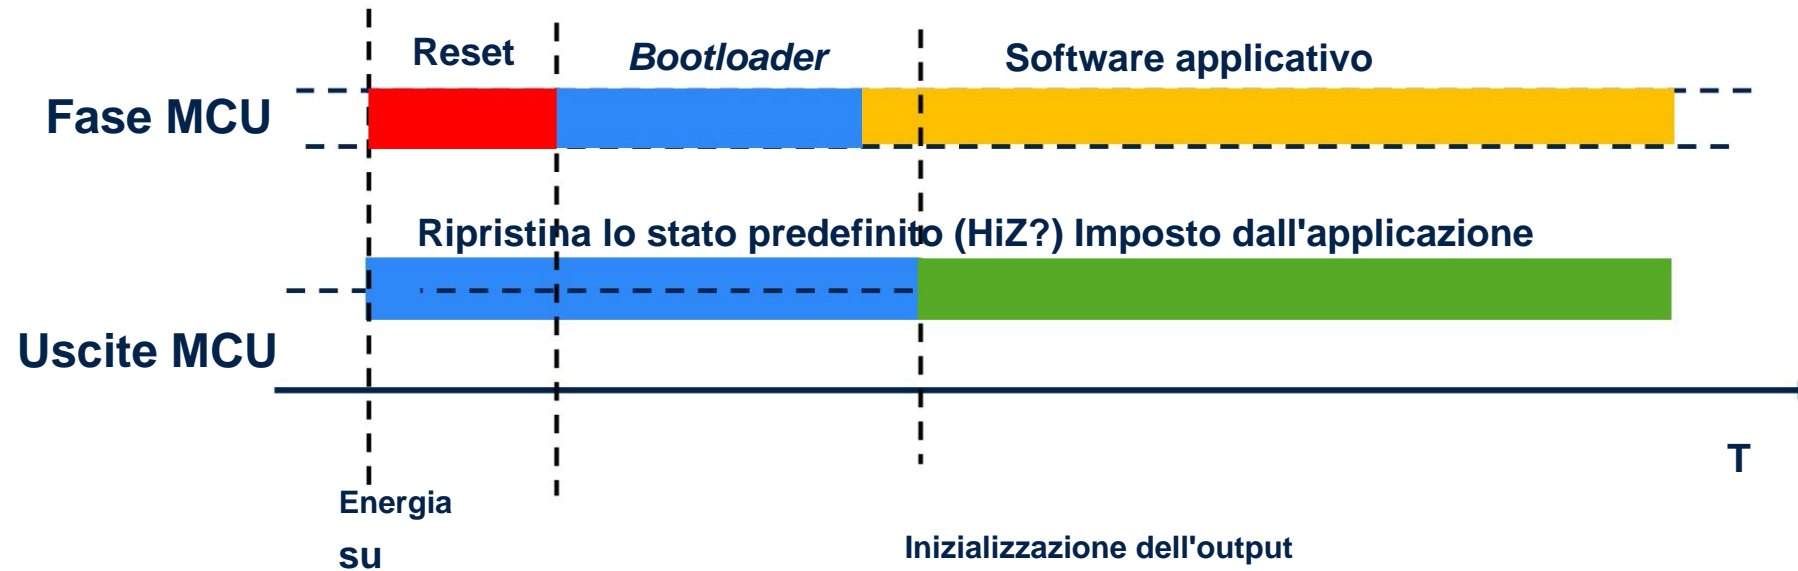 Reset
Bootloader
Software applicativo
Fase MCU
Ripristina lo stato predefinito (HiZ?) Imposto dall'applicazione
Uscite MCU
T
Energia
su
Inizializzazione dell'output